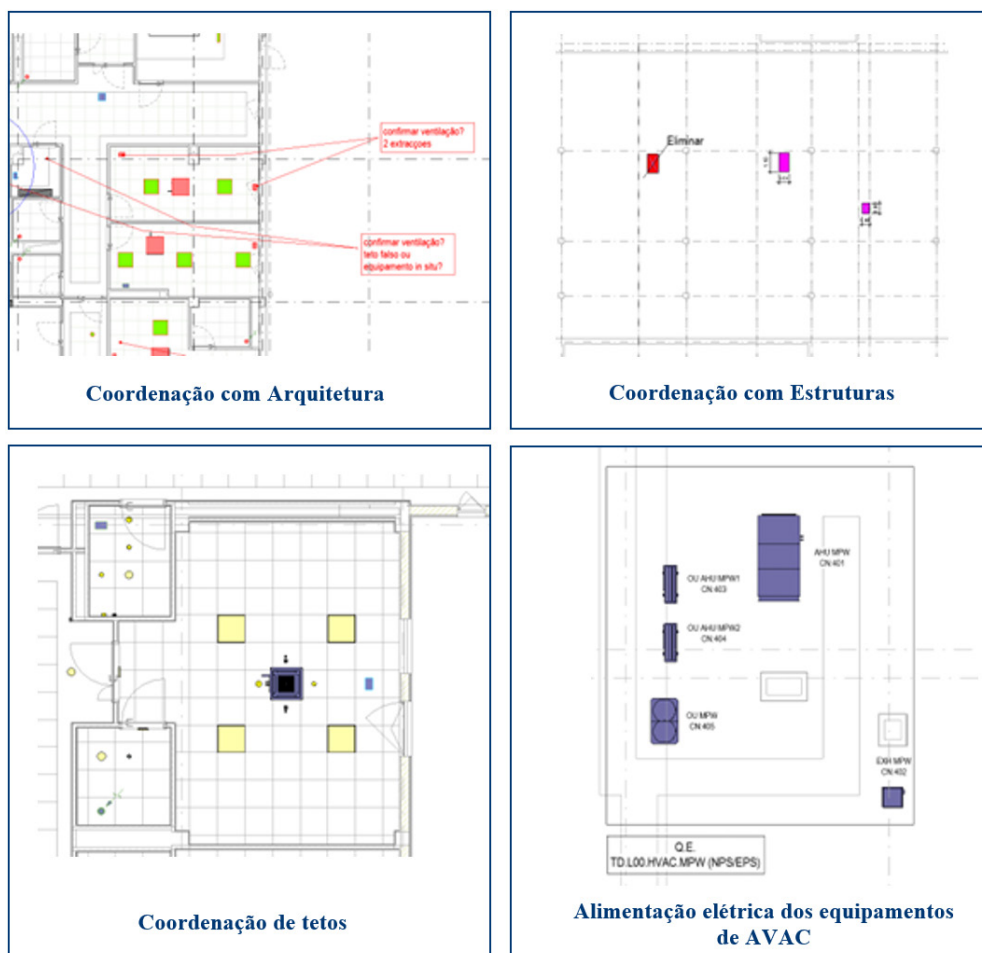 confirmar ventilação?
2 extracçoes
confirmar ventilação?
teto falso ou
equipamento in situ?
Coordenação com Arquitetura
Eliminar
Coordenação com Estruturas
Coordenação de tetos
AHU MPW
CN.401
OU AHU MPW1
CN.403
OU AHU MPW2
CN.404
OU MPW
CN.405
EXH MPW
CN.402
Q.E.
TD.L00.HVAC.MPW (NPS/EPS)
Alimentação elétrica dos equipamentos
de AVAC